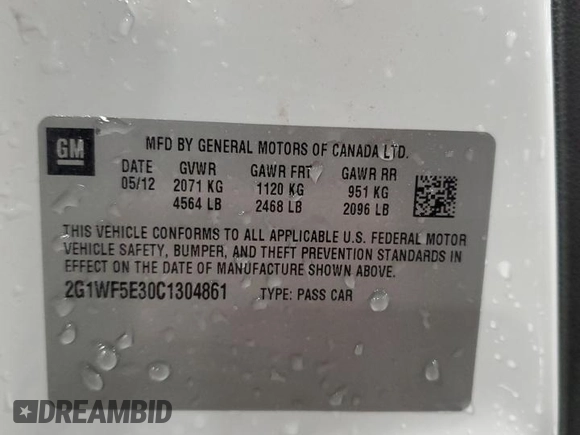 GM
MFD BY GENERAL MOTORS OF CANADA LTD.
DATE GVWR GAWR FRT GAWR RR
05/12 2071 KG 1120 KG 951 KG
4564 LB 2468 LB 2096 LB
THIS VEHICLE CONFORMS TO ALL APPLICABLE U.S. FEDERAL MOTOR
VEHICLE SAFETY, BUMPER, AND THEFT PREVENTION STANDARDS IN
EFFECT ON THE DATE OF MANUFACTURE SHOWN ABOVE.
2G1WF5E30C1304861 TYPE: PASS CAR
DREAMBID